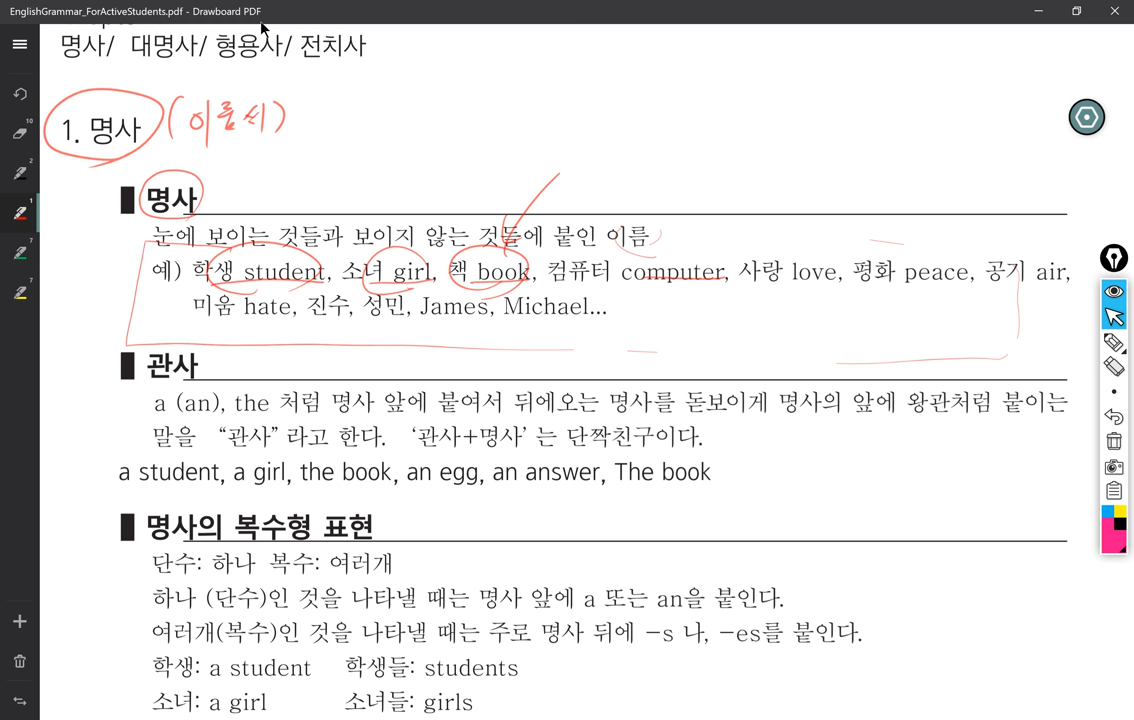 EnglishGrammar_ForActiveStudents.pdf - Drawboard PDF
명사/ 대명사/ 형용사/ 전치사
1. 명사
명사
눈에 보이는 것들과 보이지 않는 것들에 붙인 이름
예) 학생 student, 소녀 girl, 책 book, 컴퓨터 computer, 사랑 love, 평화 peace, 공기 air,
미움 hate, 진수, 성민, James, Michael...
관사
a (an), the 처럼 명사 앞에 붙여서 뒤에오는 명사를 돋보이게 명사의 앞에 왕관처럼 붙이는
말을 “관사” 라고 한다. ‘관사+명사’ 는 단짝친구이다.
a student, a girl, the book, an egg, an answer, The book
명사의 복수형 표현
단수: 하나 복수: 여러개
하나 (단수)인 것을 나타낼 때는 명사 앞에 a 또는 an을 붙인다.
여러개(복수)인 것을 나타낼 때는 주로 명사 뒤에 -s 나, -es를 붙인다.
학생: a student 학생들: students
소녀: a girl 소녀들: girls
10
2
1
7
7